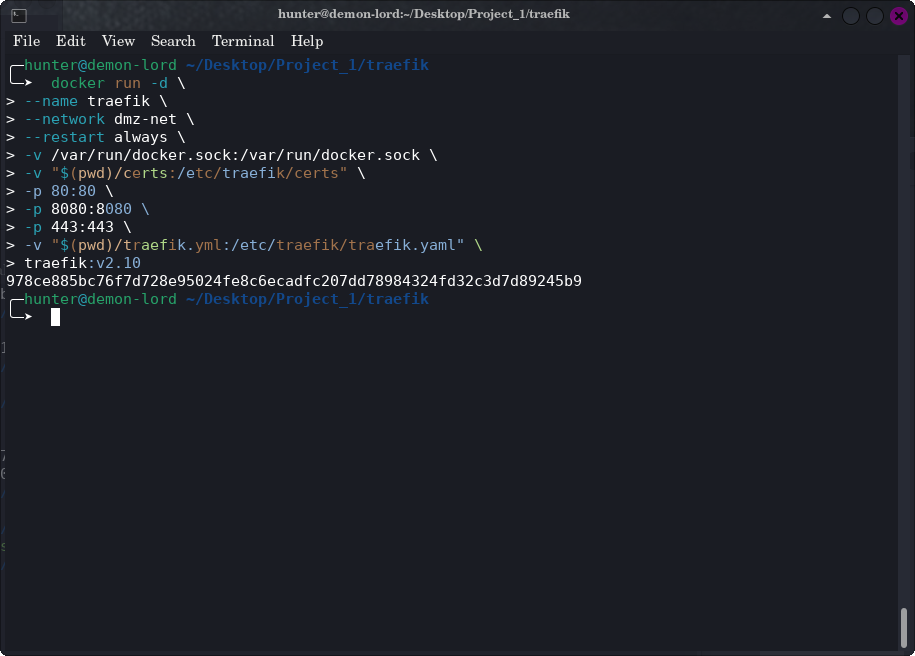 hunter@demon-lord:~/Desktop/Project_1/traefik
File Edit View Search Terminal Help
hunter@demon-lord ~/Desktop/Project_1/traefik
docker run -d \
> --name traefik \
> --network dmz-net \
> --restart always \
> -v /var/run/docker.sock:/var/run/docker.sock \
> -v "$(pwd)/certs:/etc/traefik/certs" \
> -p 80:80 \
> -p 8080:8080 \
> -p 443:443 \
> -v "$(pwd)/traefik.yml:/etc/traefik/traefik.yaml" \
> traefik:v2.10
978ce885bc76f7d728e95024fe8c6ecadfc207dd78984324fd32c3d7d89245b9
hunter@demon-lord ~/Desktop/Project_1/traefik